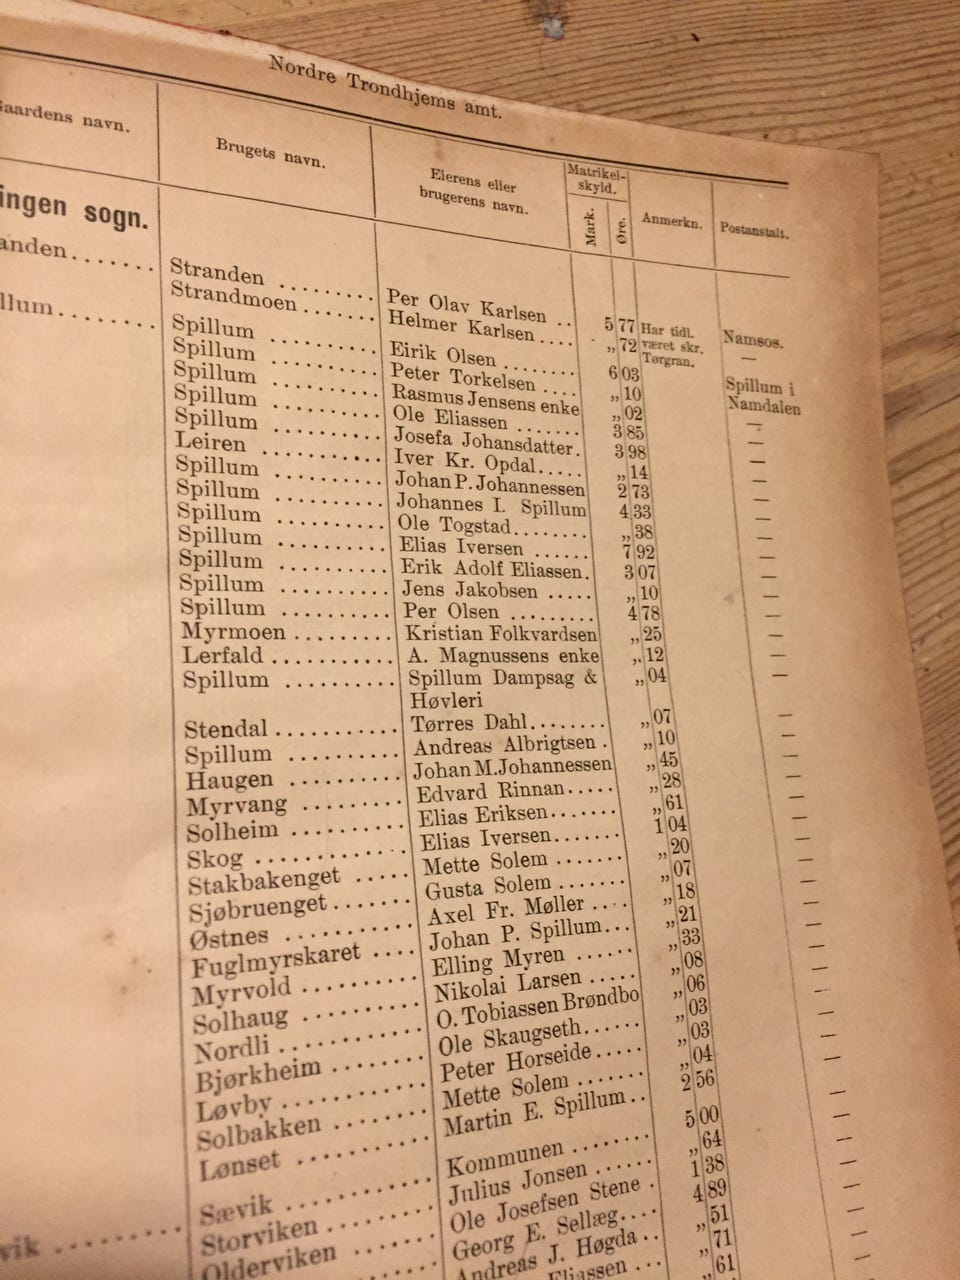 Nordre Trondhjems amt.
aardens navn. Brugets navn. Eierens eller brugerens navn. Matrikel-skyld. Mark. Øre. Anmerkn. Postanstalt.
ingen sogn.
anden....... Stranden ......... Per Olav Karlsen .. 5 77 Har tidl. Namsos.
Strandmoen ....... Helmer Karlsen .... „ 72 været skr. —
Tørgran.
llum........ Spillum .......... Eirik Olsen ........ 6 03 Spillum i
Spillum .......... Peter Torkelsen .... „ 10 Namdalen
Spillum .......... Rasmus Jensens enke „ 02 —
Spillum .......... Ole Eliassen ....... 3 85 —
Spillum .......... Josefa Johansdatter. 3 98 —
Leiren ........... Iver Kr. Opdal..... „ 14 —
Spillum .......... Johan P. Johannessen 2 73 —
Spillum .......... Johannes I. Spillum 4 33 —
Spillum .......... Ole Togstad........ „ 38 —
Spillum .......... Elias Iversen ...... 7 92 —
Spillum .......... Erik Adolf Eliassen. 3 07 —
Spillum .......... Jens Jakobsen ..... „ 10 —
Spillum .......... Per Olsen ......... 4 78 —
Myrmoen ......... Kristian Folkvardsen „ 25 —
Lerfald ........... A. Magnussens enke „ 12 —
Spillum .......... Spillum Dampsag & „ 04 —
Høvleri
Stendal ........... Tørres Dahl........ „ 07 —
Spillum .......... Andreas Albrigtsen . „ 10 —
Haugen .......... Johan M. Johannessen „ 45 —
Myrvang ......... Edvard Rinnan..... „ 28 —
Solheim .......... Elias Eriksen....... „ 61 —
Skog ............. Elias Iversen....... 1 04 —
Stakbakenget ..... Mette Solem ....... „ 20 —
Sjøbruenget ....... Gusta Solem ....... „ 07 —
Østnes ........... Axel Fr. Møller .... „ 18 —
Fuglmyrskaret .... Johan P. Spillum... „ 21 —
Myrvold .......... Elling Myren ...... „ 33 —
Solhaug .......... Nikolai Larsen ..... „ 08 —
Nordli ............ O. Tobiassen Brøndbo „ 06 —
Bjørkheim ........ Ole Skaugseth...... „ 03 —
Løvby ............ Peter Horseide..... „ 03 —
Solbakken ........ Mette Solem ....... „ 04 —
Lønset ........... Martin E. Spillum.. 2 56 —
vik ......... Sævik ............ Kommunen ........ 5 00 —
Storviken ......... Julius Jonsen ...... „ 64 —
Olderviken ....... Ole Josefsen Stene . 1 38 —
Georg E. Sellæg.... 4 89 —
Andreas J. Høgda.. „ 51 —
Eliassen ... „ 71 —
„ 61